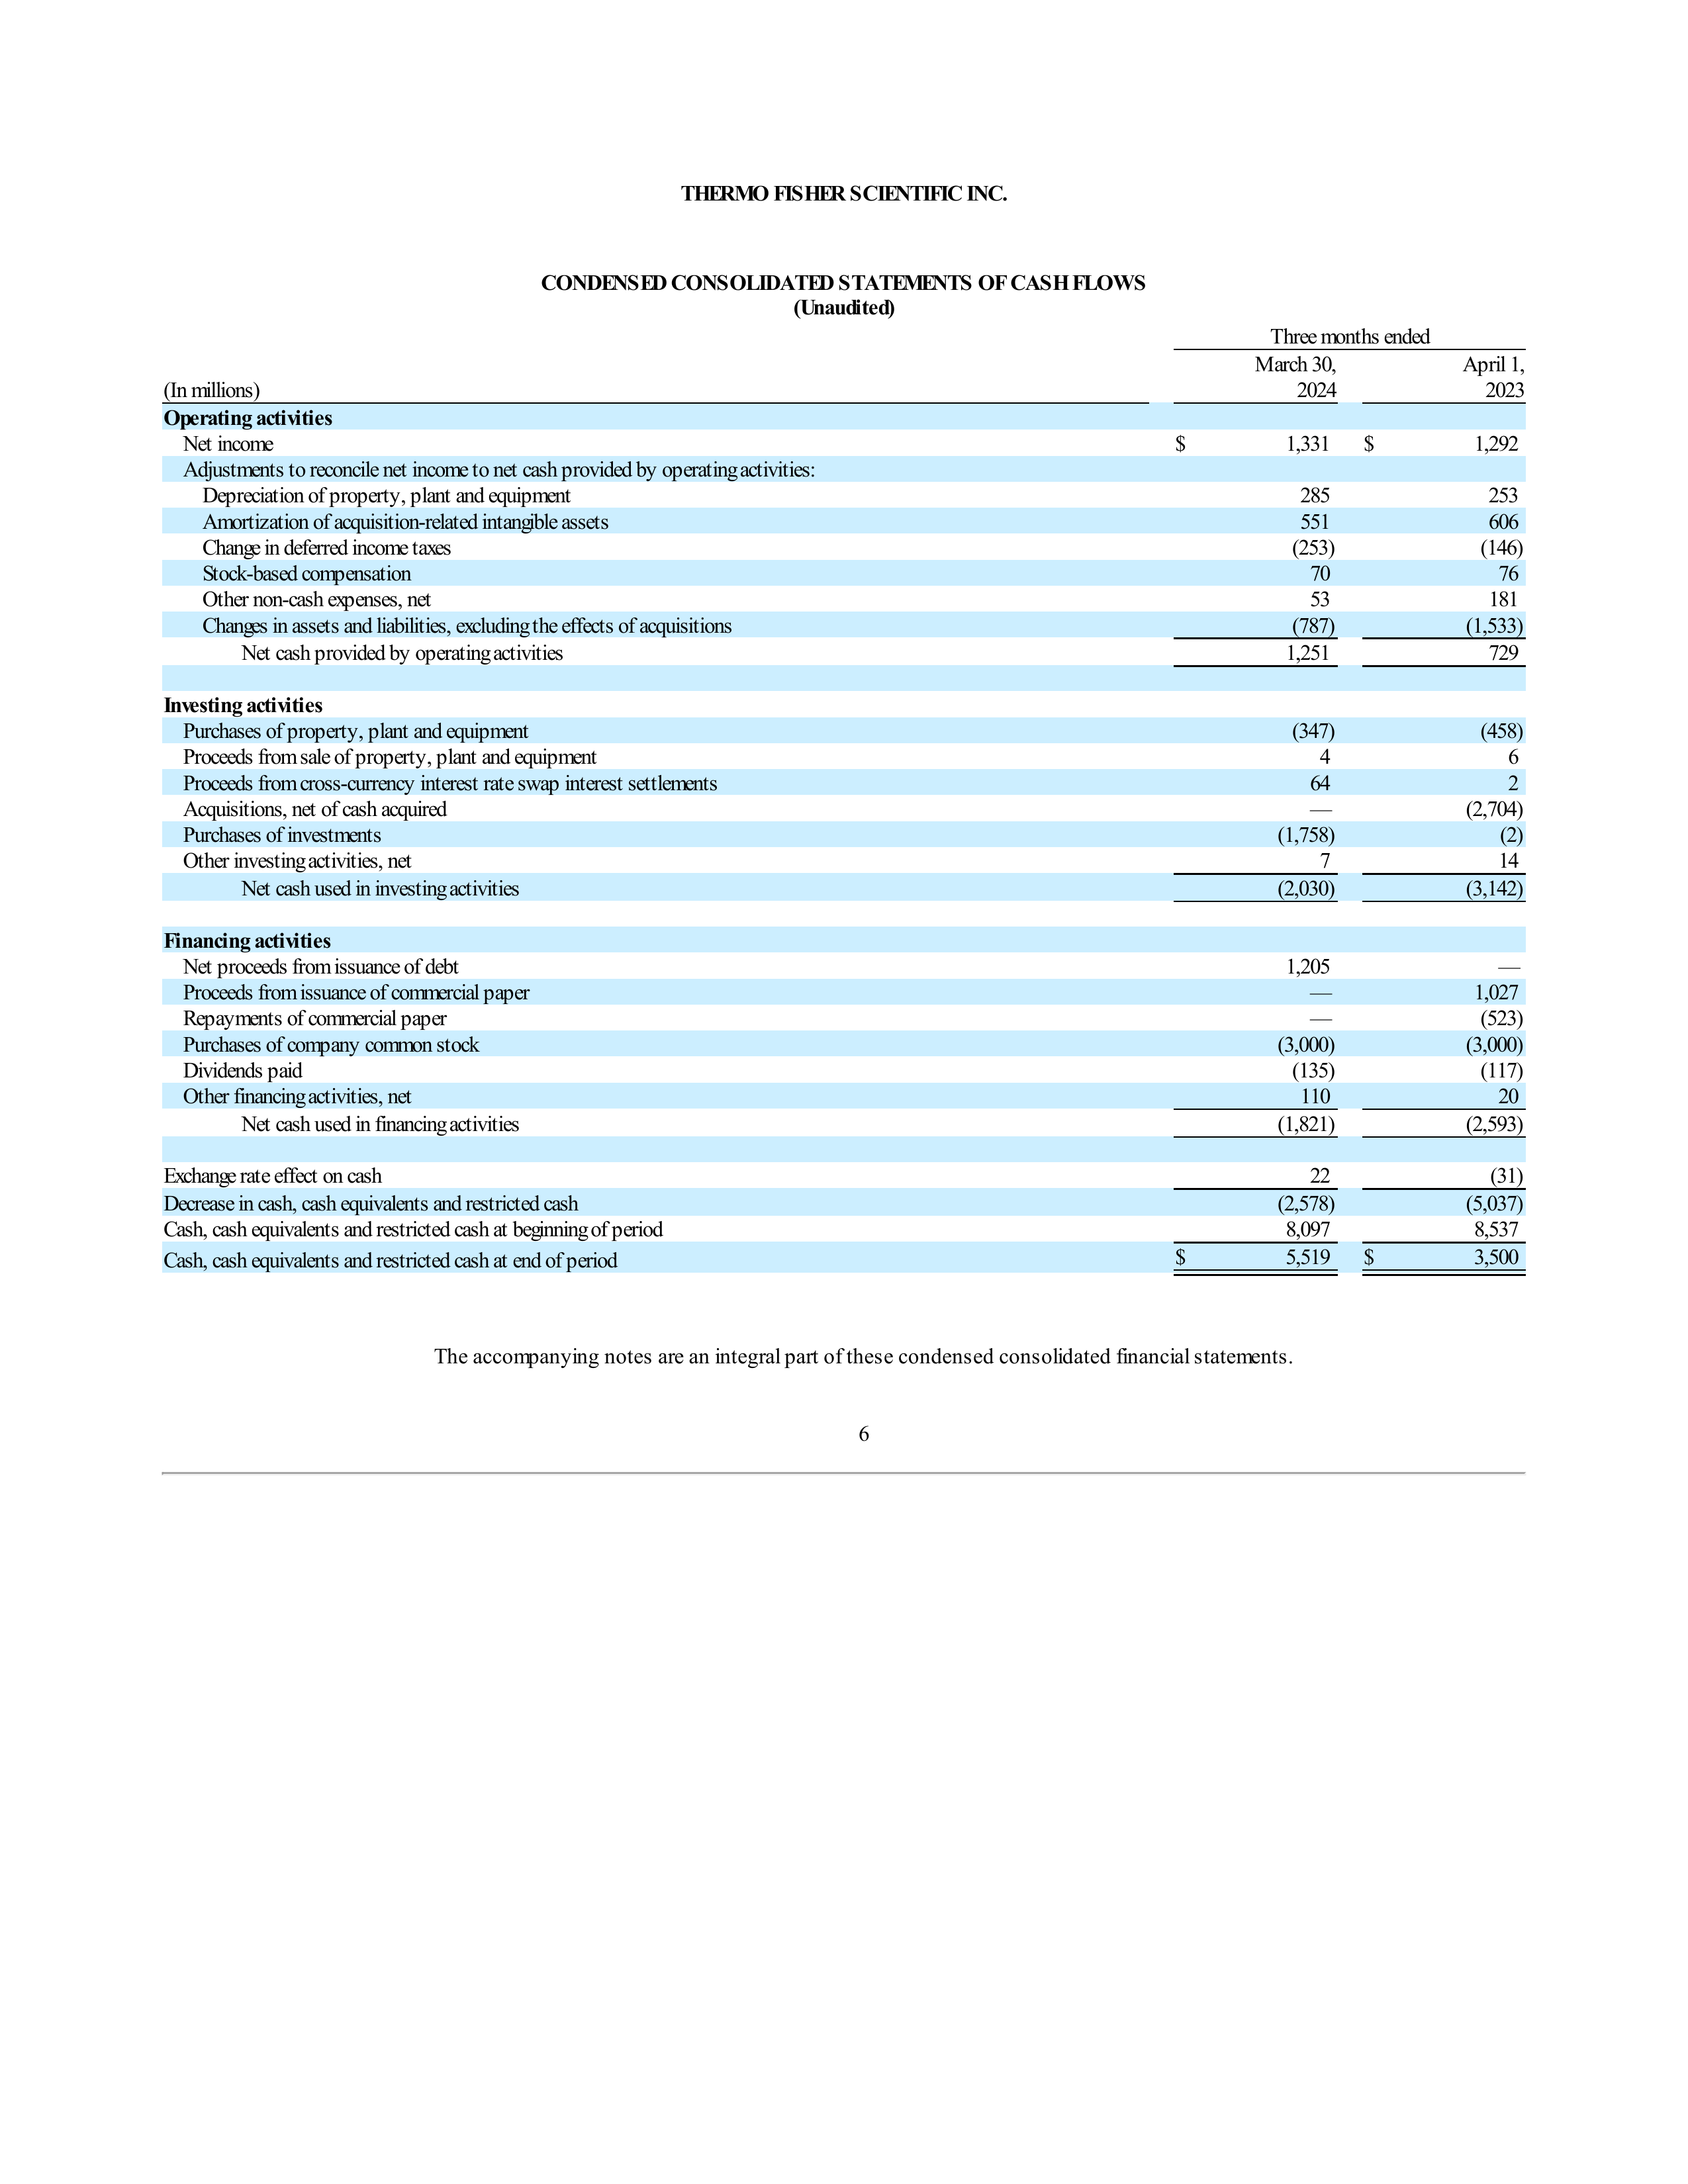 THERMO FISHER SCIENTIFIC INC.
CONDENSED CONSOLIDATED STATEMENTS OF CASH FLOWS
(Unaudited)
Three months ended
(In millions) March 30, 2024 April 1, 2023
Operating activities
Net income $ 1,331 $ 1,292
Adjustments to reconcile net income to net cash provided by operating activities:
Depreciation of property, plant and equipment 285 253
Amortization of acquisition-related intangible assets 551 606
Change in deferred income taxes (253) (146)
Stock-based compensation 70 76
Other non-cash expenses, net 53 181
Changes in assets and liabilities, excluding the effects of acquisitions (787) (1,533)
Net cash provided by operating activities 1,251 729
Investing activities
Purchases of property, plant and equipment (347) (458)
Proceeds from sale of property, plant and equipment 4 6
Proceeds from cross-currency interest rate swap interest settlements 64 2
Acquisitions, net of cash acquired — (2,704)
Purchases of investments (1,758) (2)
Other investing activities, net 7 14
Net cash used in investing activities (2,030) (3,142)
Financing activities
Net proceeds from issuance of debt 1,205 —
Proceeds from issuance of commercial paper — 1,027
Repayments of commercial paper — (523)
Purchases of company common stock (3,000) (3,000)
Dividends paid (135) (117)
Other financing activities, net 110 20
Net cash used in financing activities (1,821) (2,593)
Exchange rate effect on cash 22 (31)
Decrease in cash, cash equivalents and restricted cash (2,578) (5,037)
Cash, cash equivalents and restricted cash at beginning of period 8,097 8,537
Cash, cash equivalents and restricted cash at end of period $ 5,519 $ 3,500
The accompanying notes are an integral part of these condensed consolidated financial statements.
6